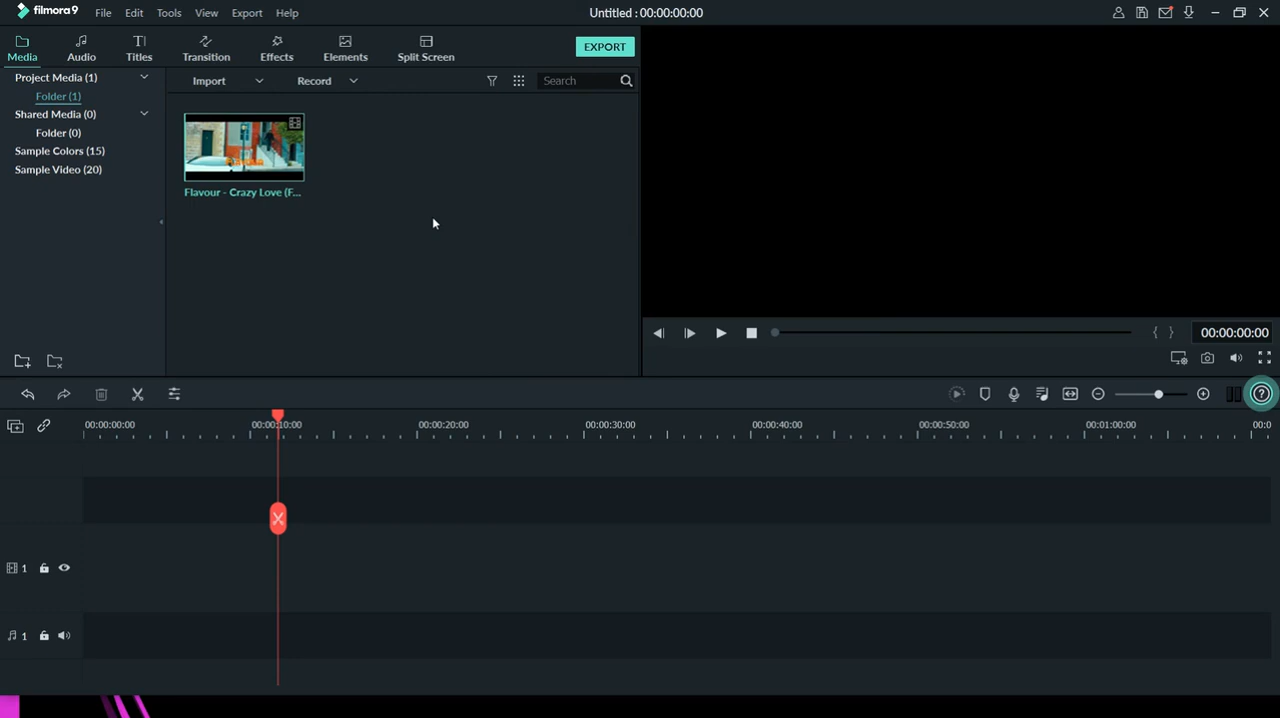 filmora9 File Edit Tools View Export Help Untitled : 00:00:00:00
Media Audio Titles Transition Effects Elements Split Screen EXPORT
Project Media (1) Import Record Search
Folder (1)
Shared Media (0)
Folder (0)
Sample Colors (15)
Sample Video (20)
Flavour - Crazy Love (F...
{ } 00:00:00:00
00:00:00:00 00:00:10:00 00:00:20:00 00:00:30:00 00:00:40:00 00:00:50:00 00:01:00:00 00:0
1
1